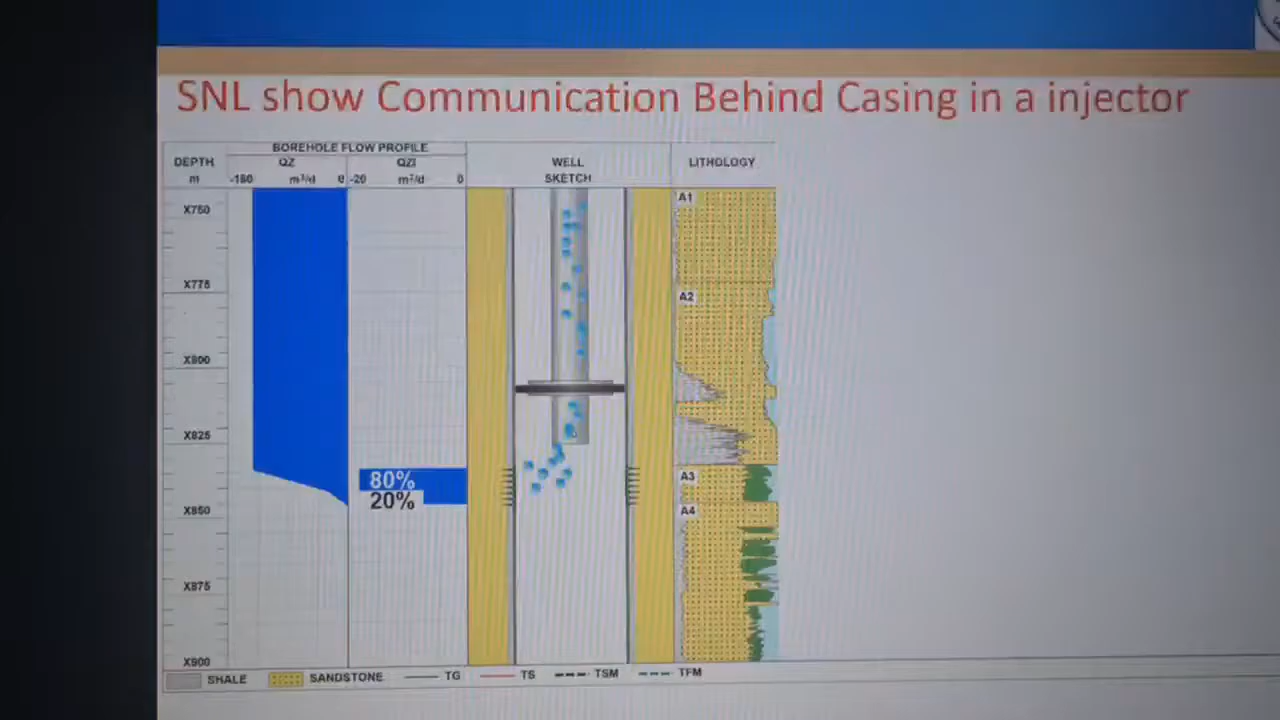 SNL show Communication Behind Casing in a injector
BOREHOLE FLOW PROFILE
DEPTH QZ QZI WELL LITHOLOGY
m -180 m³/d 0 -20 m³/d 0 SKETCH
A1
X750
X775
A2
X800
X825
80%
A3
20%
X850
A4
X875
X900
SHALE SANDSTONE TG TS TSM TFM